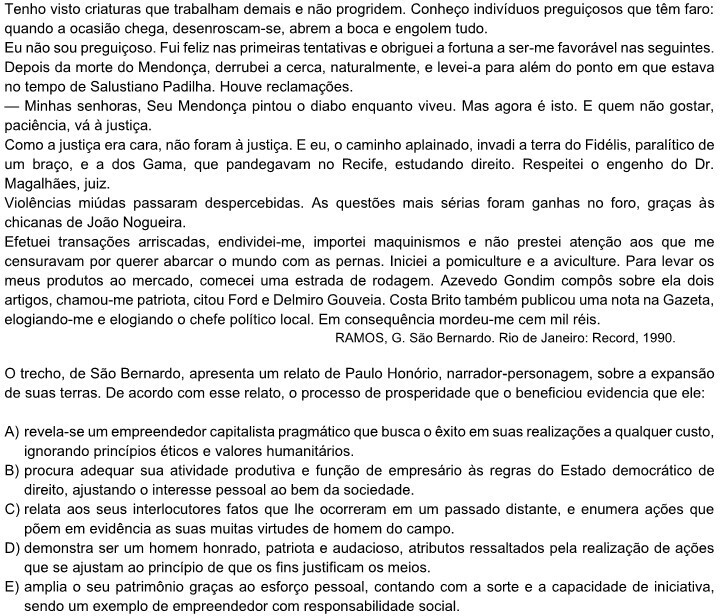 Tenho visto criaturas que trabalham demais e não progridem. Conheço indivíduos preguiçosos que têm faro:
quando a ocasião chega, desenroscam-se, abrem a boca e engolem tudo.
Eu não sou preguiçoso. Fui feliz nas primeiras tentativas e obriguei a fortuna a ser-me favorável nas seguintes.
Depois da morte do Mendonça, derrubei a cerca, naturalmente, e levei-a para além do ponto em que estava
no tempo de Salustiano Padilha. Houve reclamações.
— Minhas senhoras, Seu Mendonça pintou o diabo enquanto viveu. Mas agora é isto. E quem não gostar,
paciência, vá à justiça.
Como a justiça era cara, não foram à justiça. E eu, o caminho aplainado, invadi a terra do Fidélis, paralítico de
um braço, e a dos Gama, que pandegavam no Recife, estudando direito. Respeitei o engenho do Dr.
Magalhães, juiz.
Violências miúdas passaram despercebidas. As questões mais sérias foram ganhas no foro, graças às
chicanas de João Nogueira.
Efetuei transações arriscadas, endividei-me, importei maquinismos e não prestei atenção aos que me
censuravam por querer abarcar o mundo com as pernas. Iniciei a pomiculture e a aviculture. Para levar os
meus produtos ao mercado, comecei uma estrada de rodagem. Azevedo Gondim compôs sobre ela dois
artigos, chamou-me patriota, citou Ford e Delmiro Gouveia. Costa Brito também publicou uma nota na Gazeta,
elogiando-me e elogiando o chefe político local. Em consequência mordeu-me cem mil réis.
RAMOS, G. São Bernardo. Rio de Janeiro: Record, 1990.
O trecho, de São Bernardo, apresenta um relato de Paulo Honório, narrador-personagem, sobre a expansão
de suas terras. De acordo com esse relato, o processo de prosperidade que o beneficiou evidencia que ele:
A) revela-se um empreendedor capitalista pragmático que busca o êxito em suas realizações a qualquer custo,
ignorando princípios éticos e valores humanitários.
B) procura adequar sua atividade produtiva e função de empresário às regras do Estado democrático de
direito, ajustando o interesse pessoal ao bem da sociedade.
C) relata aos seus interlocutores fatos que lhe ocorreram em um passado distante, e enumera ações que
põem em evidência as suas muitas virtudes de homem do campo.
D) demonstra ser um homem honrado, patriota e audacioso, atributos ressaltados pela realização de ações
que se ajustam ao princípio de que os fins justificam os meios.
E) amplia o seu patrimônio graças ao esforço pessoal, contando com a sorte e a capacidade de iniciativa,
sendo um exemplo de empreendedor com responsabilidade social.